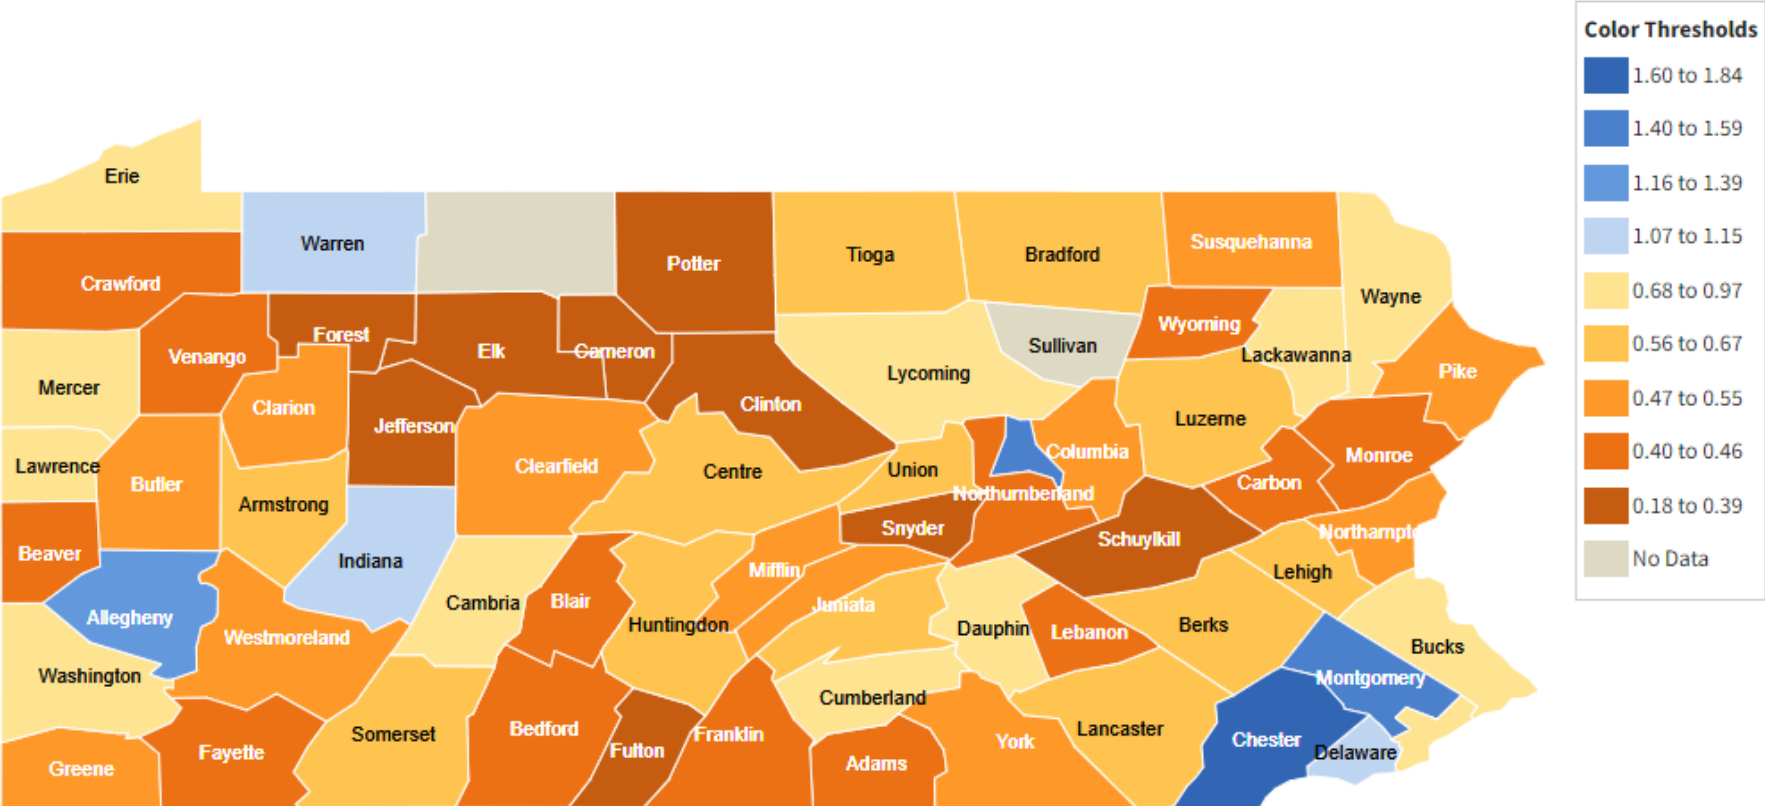 Color Thresholds
1.60 to 1.84
1.40 to 1.59
1.16 to 1.39
1.07 to 1.15
0.68 to 0.97
0.56 to 0.67
0.47 to 0.55
0.40 to 0.46
0.18 to 0.39
No Data
Erie
Warren
Crawford
Potter
Tioga
Bradford
Susquehanna
Wayne
Forest
Venango
Elk
Cameron
Sullivan
Wyoming
Lackawanna
Mercer
Clarion
Jefferson
Clinton
Lycoming
Luzerne
Pike
Lawrence
Butler
Armstrong
Clearfield
Centre
Union
Columbia
Northumberland
Carbon
Monroe
Beaver
Indiana
Snyder
Schuylkill
Northampto
Allegheny
Westmoreland
Cambria
Blair
Huntingdon
Mifflin
Juniata
Dauphin
Lebanon
Berks
Lehigh
Bucks
Washington
Somerset
Bedford
Fulton
Franklin
Cumberland
Adams
York
Lancaster
Chester
Montgomery
Delaware
Greene
Fayette